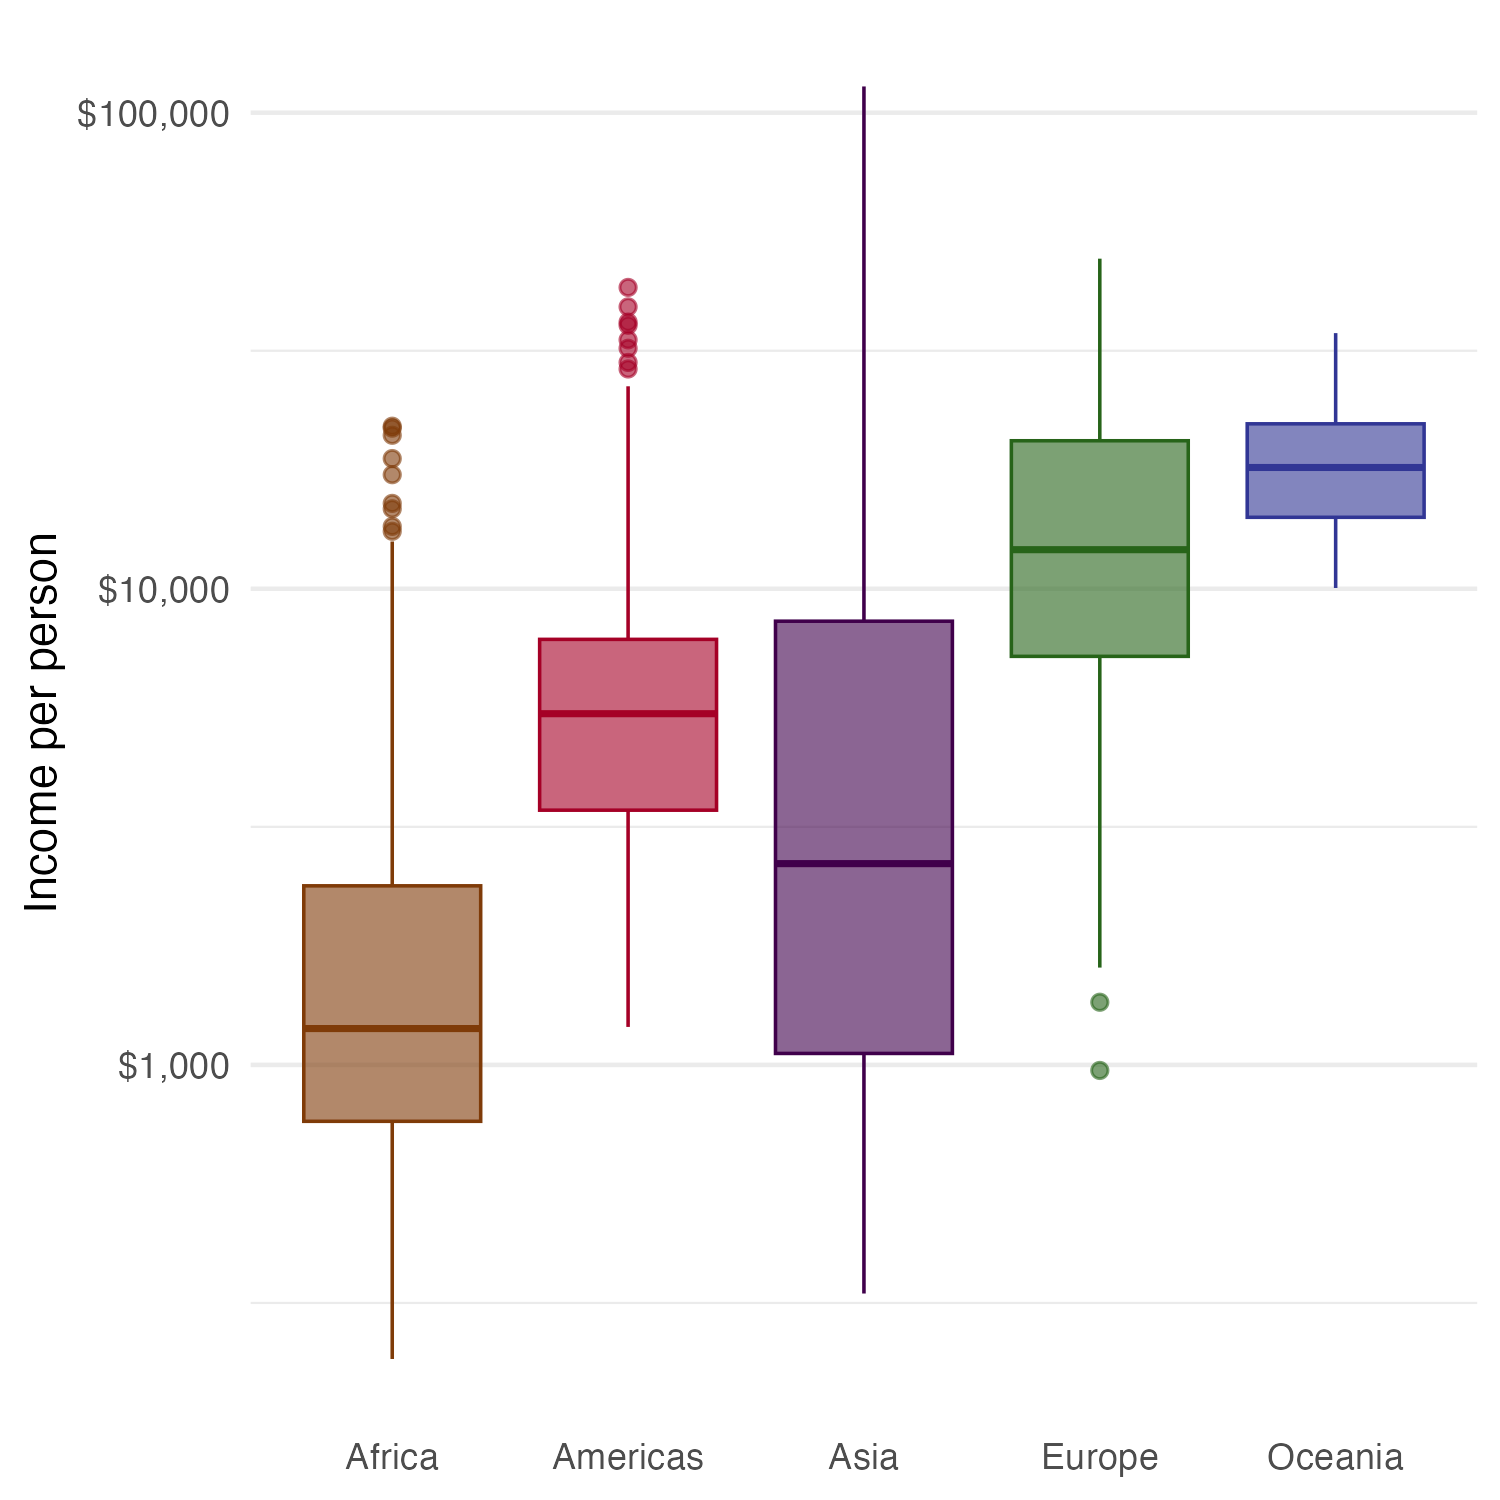 $100,000
$10,000
$1,000
Income per person
Africa Americas Asia Europe Oceania